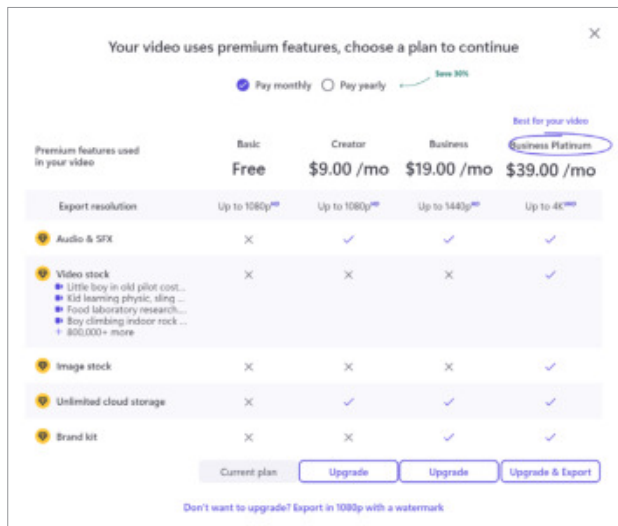 Your video uses premium features, choose a plan to continue
Pay monthly Pay yearly Save 30%
Best for your video
Premium features used
in your video
Basic Creator Business Business Platinum
Free $9.00 /mo $19.00 /mo $39.00 /mo
Export resolution Up to 1080p Up to 1080p Up to 1440p Up to 4K
Audio & SFX
Video stock
Little boy in old pilot cost...
Kid learning physic, sling ...
Food laboratory research...
Boy climbing indoor rock ...
+ 800,000+ more
Image stock
Unlimited cloud storage
Brand kit
Current plan Upgrade Upgrade Upgrade & Export
Don't want to upgrade? Export in 1080p with a watermark